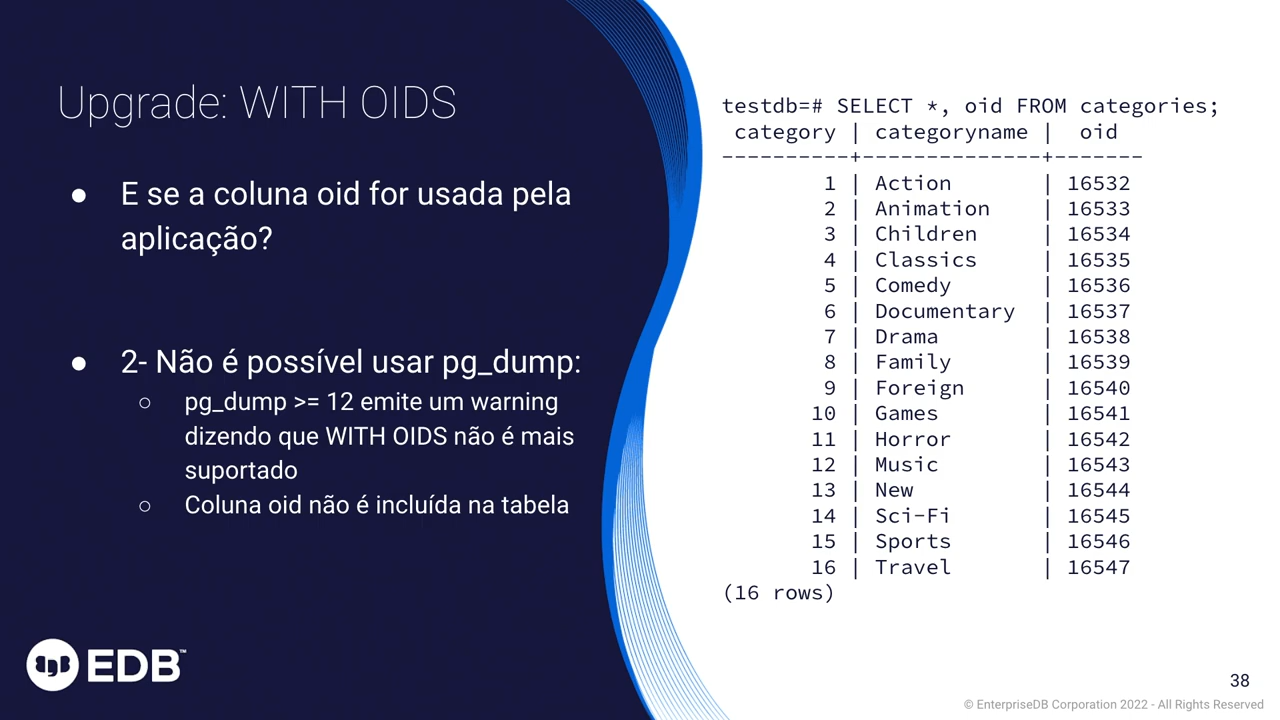 Upgrade: WITH OIDS
● E se a coluna oid for usada pela
aplicação?
● 2- Não é possível usar pg_dump:
○ pg_dump >= 12 emite um warning
dizendo que WITH OIDS não é mais
suportado
○ Coluna oid não é incluída na tabela
EDB™
testdb=# SELECT *, oid FROM categories;
 category | categoryname |  oid
----------+--------------+-------
        1 | Action       | 16532
        2 | Animation    | 16533
        3 | Children     | 16534
        4 | Classics     | 16535
        5 | Comedy       | 16536
        6 | Documentary  | 16537
        7 | Drama        | 16538
        8 | Family       | 16539
        9 | Foreign      | 16540
       10 | Games        | 16541
       11 | Horror       | 16542
       12 | Music        | 16543
       13 | New          | 16544
       14 | Sci-Fi       | 16545
       15 | Sports       | 16546
       16 | Travel       | 16547
(16 rows)
38
© EnterpriseDB Corporation 2022 - All Rights Reserved